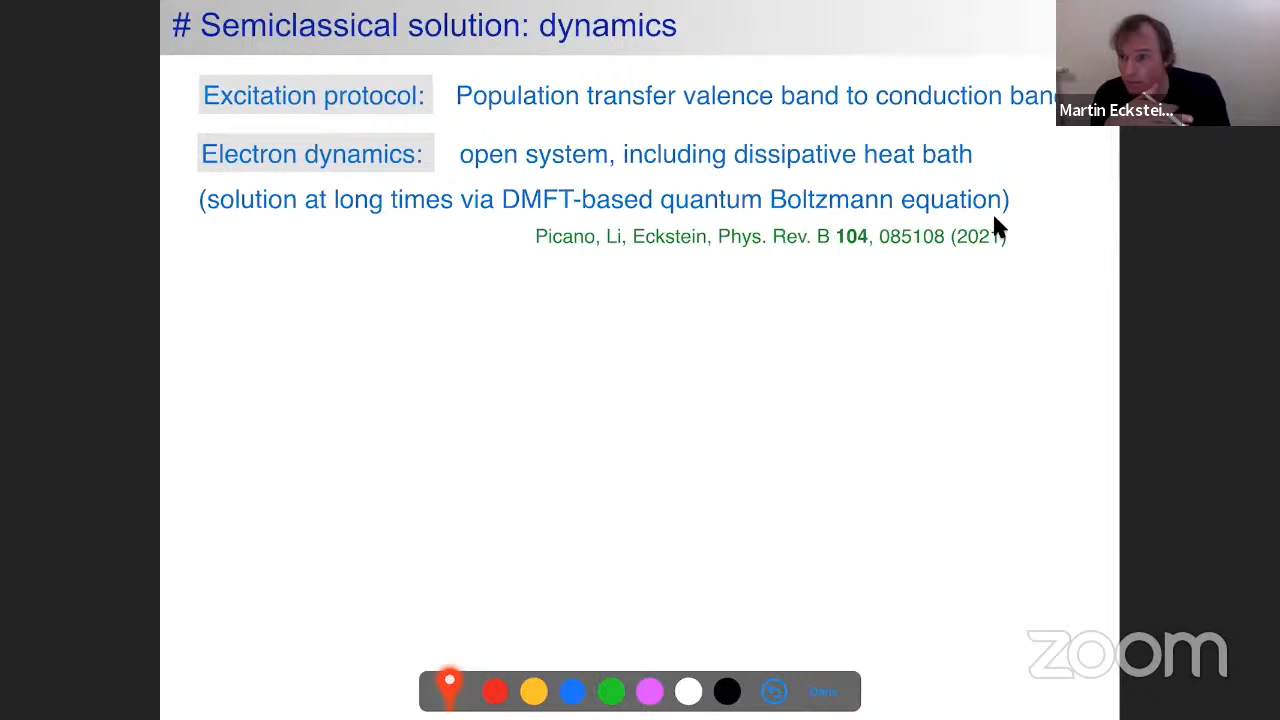 # Semiclassical solution: dynamics
Excitation protocol: Population transfer valence band to conduction ban
Martin Eckstei...
Electron dynamics: open system, including dissipative heat bath
(solution at long times via DMFT-based quantum Boltzmann equation)
Picano, Li, Eckstein, Phys. Rev. B 104, 085108 (2021)
zoom